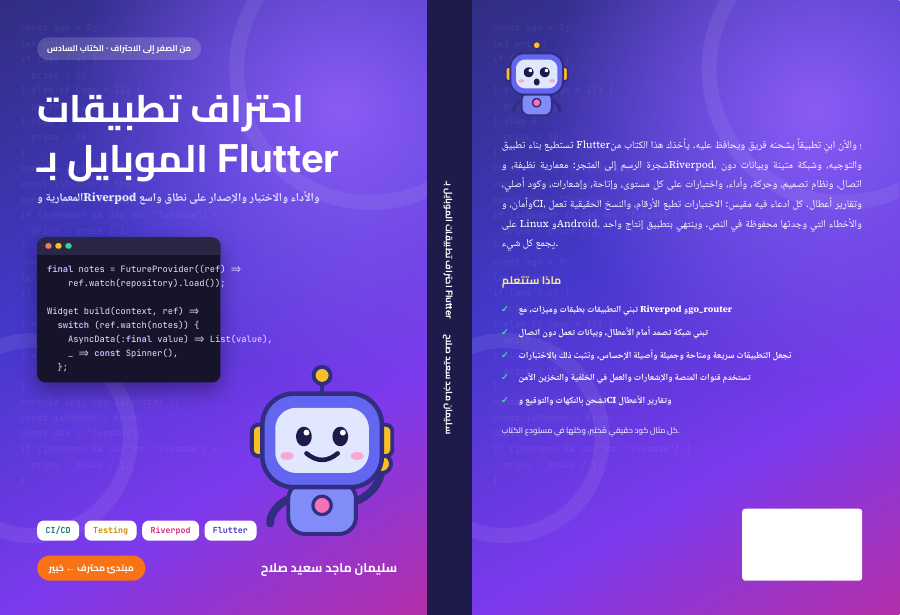 من الصفر إلى الاحتراف · الكتاب السادس
احتراف تطبيقات
الموبايل بـ Flutter
المعمارية وRiverpod والأداء والاختبار والإصدار على نطاق واسع
final notes = FutureProvider((ref) ⇒
ref.watch(repository).load());
Widget build(context, ref) ⇒
switch (ref.watch(notes)) {
AsyncData(:final value) ⇒ List(value),
_ ⇒ const Spinner(),
};
CI/CD
Testing
Riverpod
Flutter
مبتدئ محترف ← خبير
سليمان ماجد سعيد صلاح
احتراف تطبيقات الموبايل بـ Flutter
سليمان ماجد سعيد صلاح
تستطيع بناء تطبيق Flutter؛ والآن ابنِ تطبيقاً يشحنه فريق ويحافظ عليه. يأخذك هذا الكتاب من
شجرة الرسم إلى المتجر: معمارية نظيفة، وRiverpod، والتوجيه، وشبكة متينة وبيانات دون
اتصال، ونظام تصميم، وحركة، وأداء، واختبارات على كل مستوى، وإتاحة، وإشعارات، وكود أصلي،
وأمان، وCI، وتقارير أعطال. كل ادعاء فيه مقيس: الاختبارات تطبع الأرقام، والنسخ الحقيقية تعمل
على Linux وAndroid، والأخطاء التي وجدتها محفوظة في النص. وينتهي بتطبيق إنتاج واحد
يجمع كل شيء.
ماذا ستتعلم
✓ تبني التطبيقات بطبقات وميزات، مع Riverpod وgo_router
✓ تبني شبكة تصمد أمام الأعطال، وبيانات تعمل دون اتصال
✓ تجعل التطبيقات سريعة ومتاحة وجميلة وأصيلة الإحساس، وتثبت ذلك بالاختبارات
✓ تستخدم قنوات المنصة والإشعارات والعمل في الخلفية والتخزين الآمن
✓ تشحن بالنكهات والتوقيع وCI وتقارير الأعطال
كل مثال كود حقيقي مُختبر، وكلها في مستودع الكتاب.